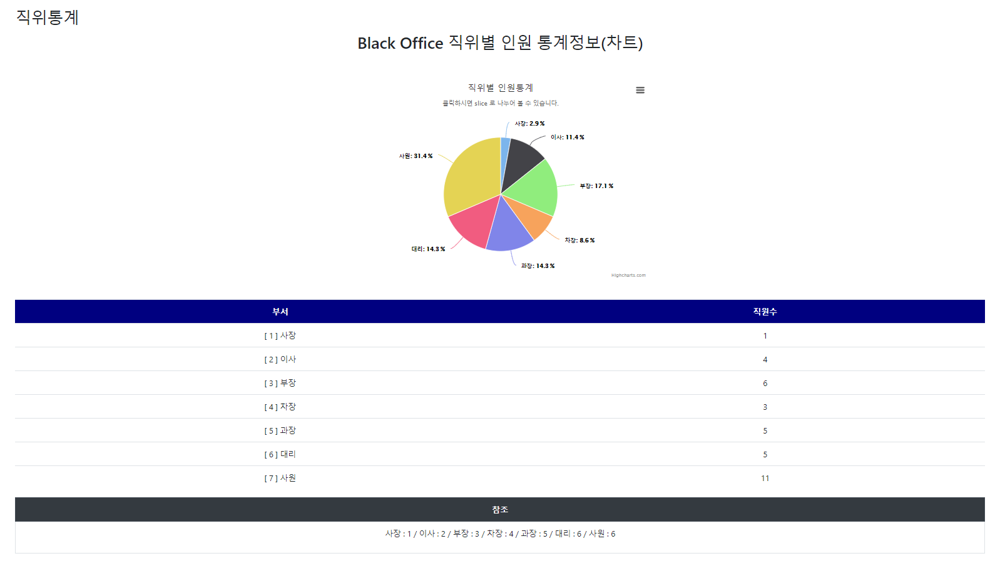 직위통계
Black Office 직위별 인원 통계정보(차트)
직위별 인원통계
클릭하시면 slice 로 나누어 볼 수 있습니다.
사장: 2.9 %
이사: 11.4 %
사원: 31.4 %
부장: 17.1 %
차장: 8.6 %
대리: 14.3 %
과장: 14.3 %
Highcharts.com
부서 직원수
[ 1 ] 사장 1
[ 2 ] 이사 4
[ 3 ] 부장 6
[ 4 ] 차장 3
[ 5 ] 과장 5
[ 6 ] 대리 5
[ 7 ] 사원 11
참조
사장 : 1 / 이사 : 2 / 부장 : 3 / 차장 : 4 / 과장 : 5 / 대리 : 6 / 사원 : 6